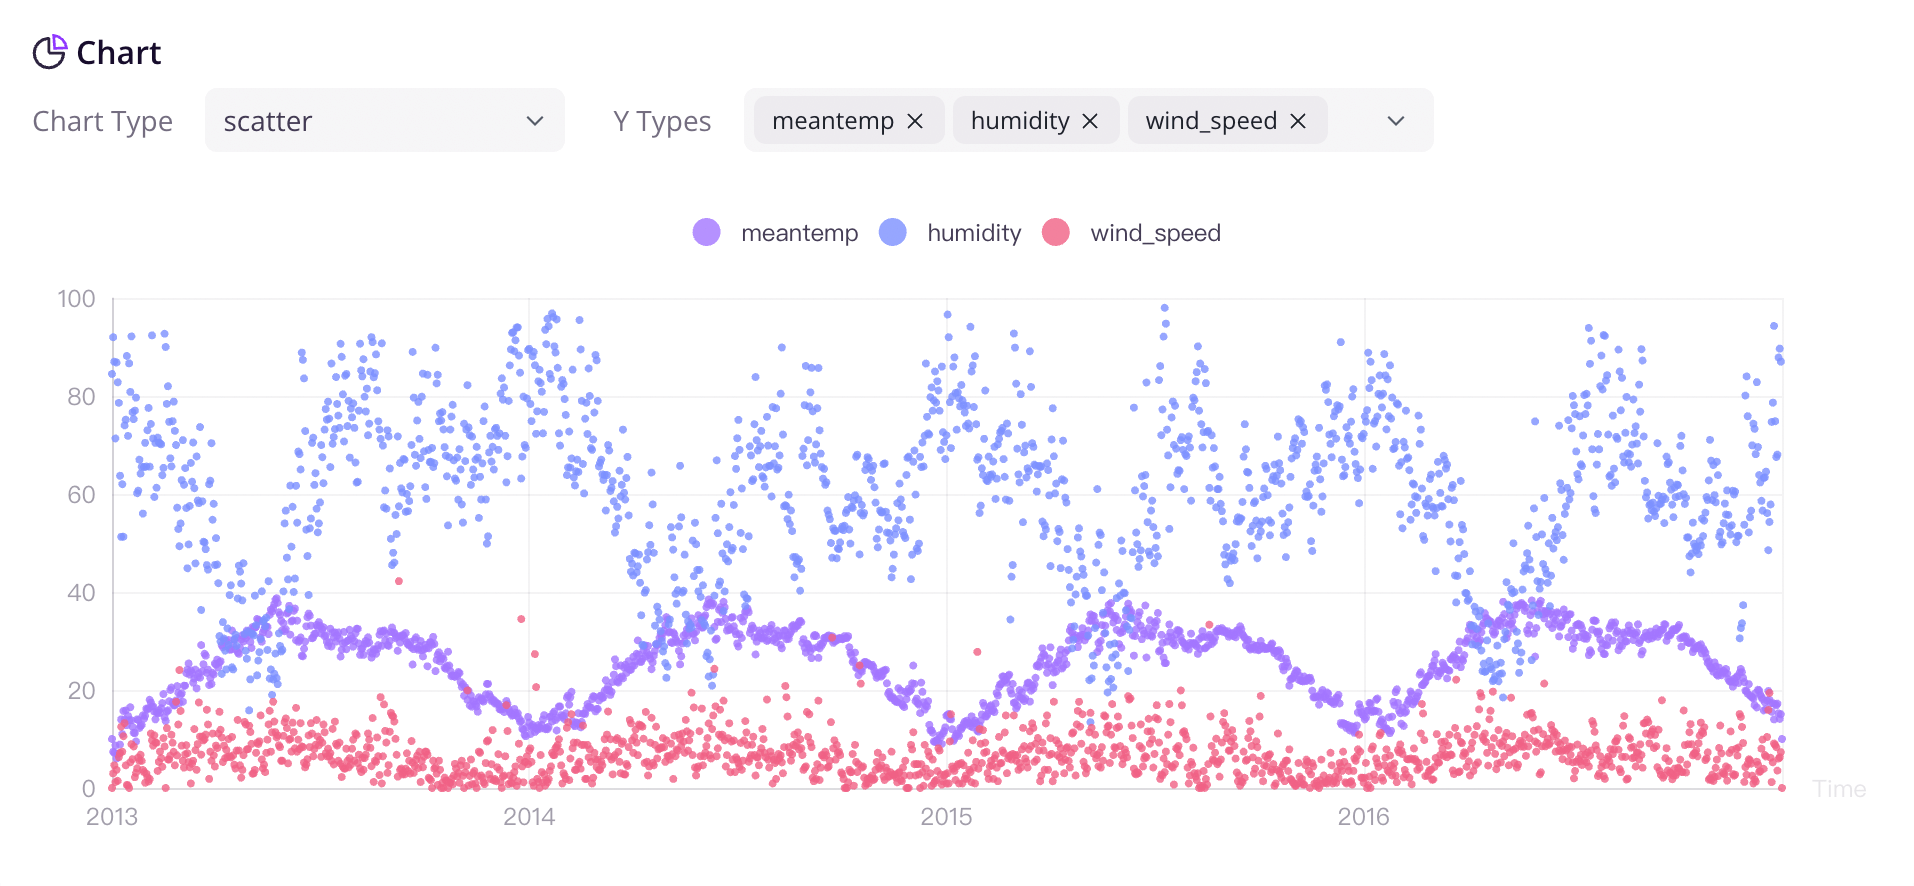 Chart
Chart Type scatter Y Types meantemp humidity wind_speed
meantemp humidity wind_speed
100
80
60
40
20
0
Time
2013 2014 2015 2016